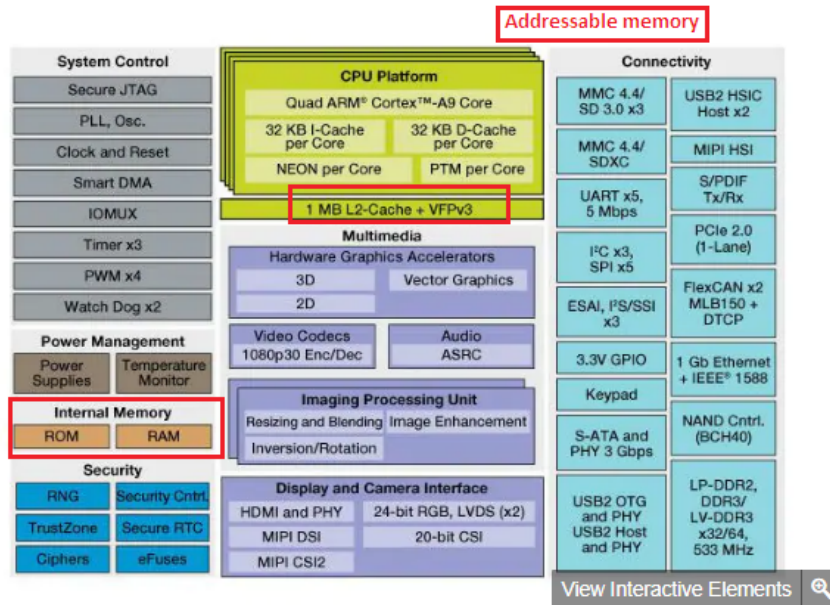 Addressable memory
System Control
Secure JTAG
PLL, Osc.
Clock and Reset
Smart DMA
IOMUX
Timer x3
PWM x4
Watch Dog x2
Power Management
Power
Supplies
Temperature
Monitor
Internal Memory
ROM
RAM
Security
RNG
Security Cntrl.
TrustZone
Secure RTC
Ciphers
eFuses
CPU Platform
Quad ARM® Cortex™-A9 Core
32 KB I-Cache
per Core
32 KB D-Cache
per Core
NEON per Core
PTM per Core
1 MB L2-Cache + VFPv3
Multimedia
Hardware Graphics Accelerators
3D
Vector Graphics
2D
Video Codecs
1080p30 Enc/Dec
Audio
ASRC
Imaging Processing Unit
Resizing and Blending
Image Enhancement
Inversion/Rotation
Display and Camera Interface
HDMI and PHY
24-bit RGB, LVDS (x2)
MIPI DSI
20-bit CSI
MIPI CSI2
Connectivity
MMC 4.4/
SD 3.0 x3
MMC 4.4/
SDXC
UART x5,
5 Mbps
I²C x3,
SPI x5
ESAI, I²S/SSI
x3
3.3V GPIO
Keypad
S-ATA and
PHY 3 Gbps
USB2 OTG
and PHY
USB2 Host
and PHY
USB2 HSIC
Host x2
MIPI HSI
S/PDIF
Tx/Rx
PCIe 2.0
(1-Lane)
FlexCAN x2
MLB150 +
DTCP
1 Gb Ethernet
+ IEEE® 1588
NAND Cntrl.
(BCH40)
LP-DDR2,
DDR3/
LV-DDR3
x32/64,
533 MHz
View Interactive Elements